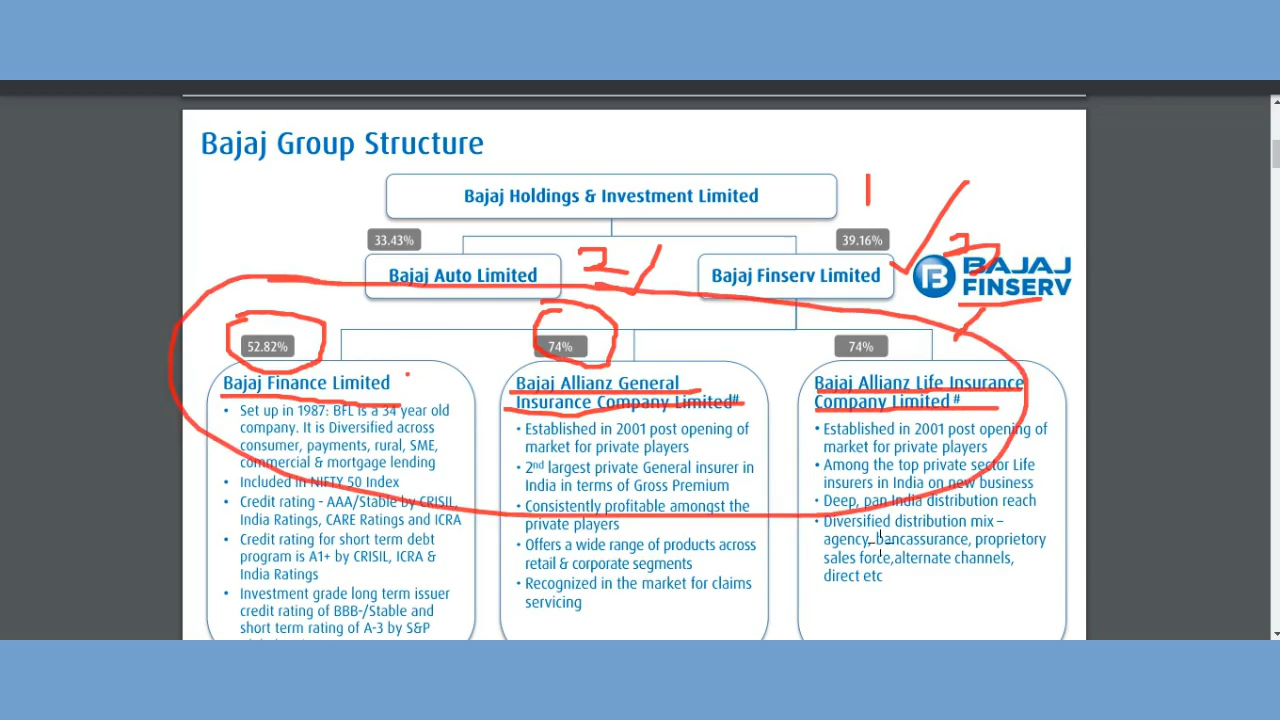 Bajaj Group Structure
Bajaj Holdings & Investment Limited
1
33.43%
39.16%
2
3
Bajaj Auto Limited
Bajaj Finserv Limited
BAJAJ
FINSERV
52.82%
74%
74%
Bajaj Finance Limited
• Set up in 1987: BFL is a 34 year old
company. It is Diversified across
consumer, payments, rural, SME,
commercial & mortgage lending
• Included in NIFTY 50 Index
• Credit rating - AAA/Stable by CRISIL,
India Ratings, CARE Ratings and ICRA
• Credit rating for short term debt
program is A1+ by CRISIL, ICRA &
India Ratings
• Investment grade long term issuer
credit rating of BBB-/Stable and
short term rating of A-3 by S&P
Bajaj Allianz General
Insurance Company Limited#
• Established in 2001 post opening of
market for private players
• 2nd largest private General insurer in
India in terms of Gross Premium
• Consistently profitable amongst the
private players
• Offers a wide range of products across
retail & corporate segments
• Recognized in the market for claims
servicing
Bajaj Allianz Life Insurance
Company Limited #
• Established in 2001 post opening of
market for private players
• Among the top private sector Life
insurers in India on new business
• Deep, pan India distribution reach
• Diversified distribution mix –
agency, bancassurance, proprietory
sales force,alternate channels,
direct etc